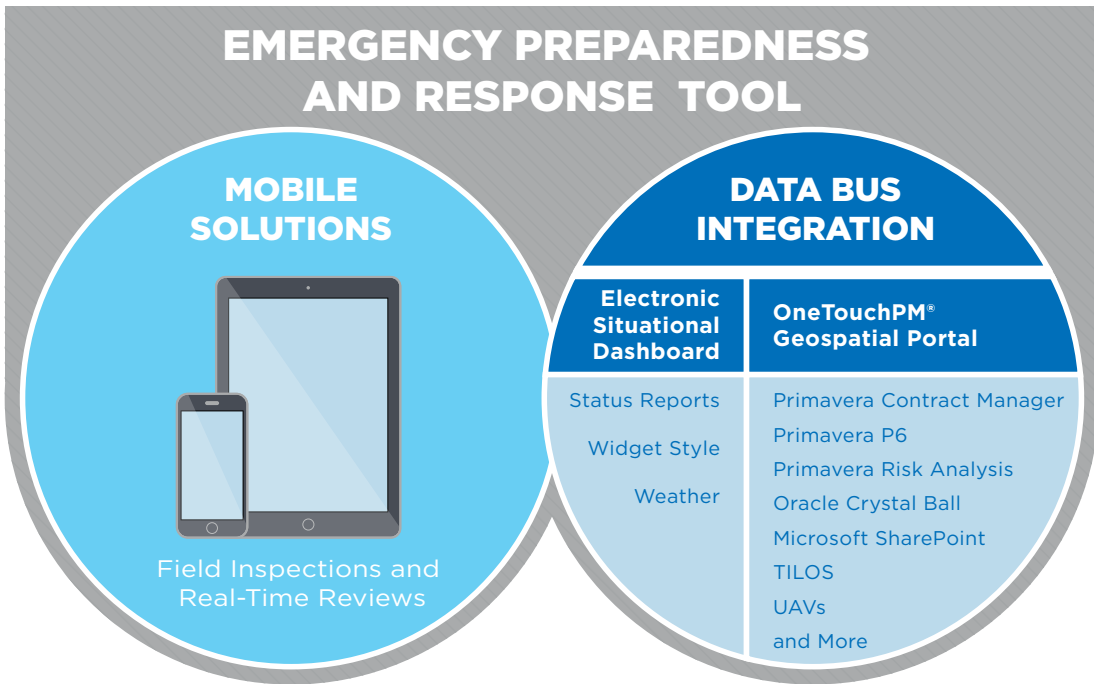 EMERGENCY PREPAREDNESS
AND RESPONSE TOOL
MOBILE
SOLUTIONS
Field Inspections and
Real-Time Reviews
DATA BUS
INTEGRATION
Electronic
Situational
Dashboard
Status Reports
Widget Style
Weather
OneTouchPM®
Geospatial Portal
Primavera Contract Manager
Primavera P6
Primavera Risk Analysis
Oracle Crystal Ball
Microsoft SharePoint
TILOS
UAVs
and More